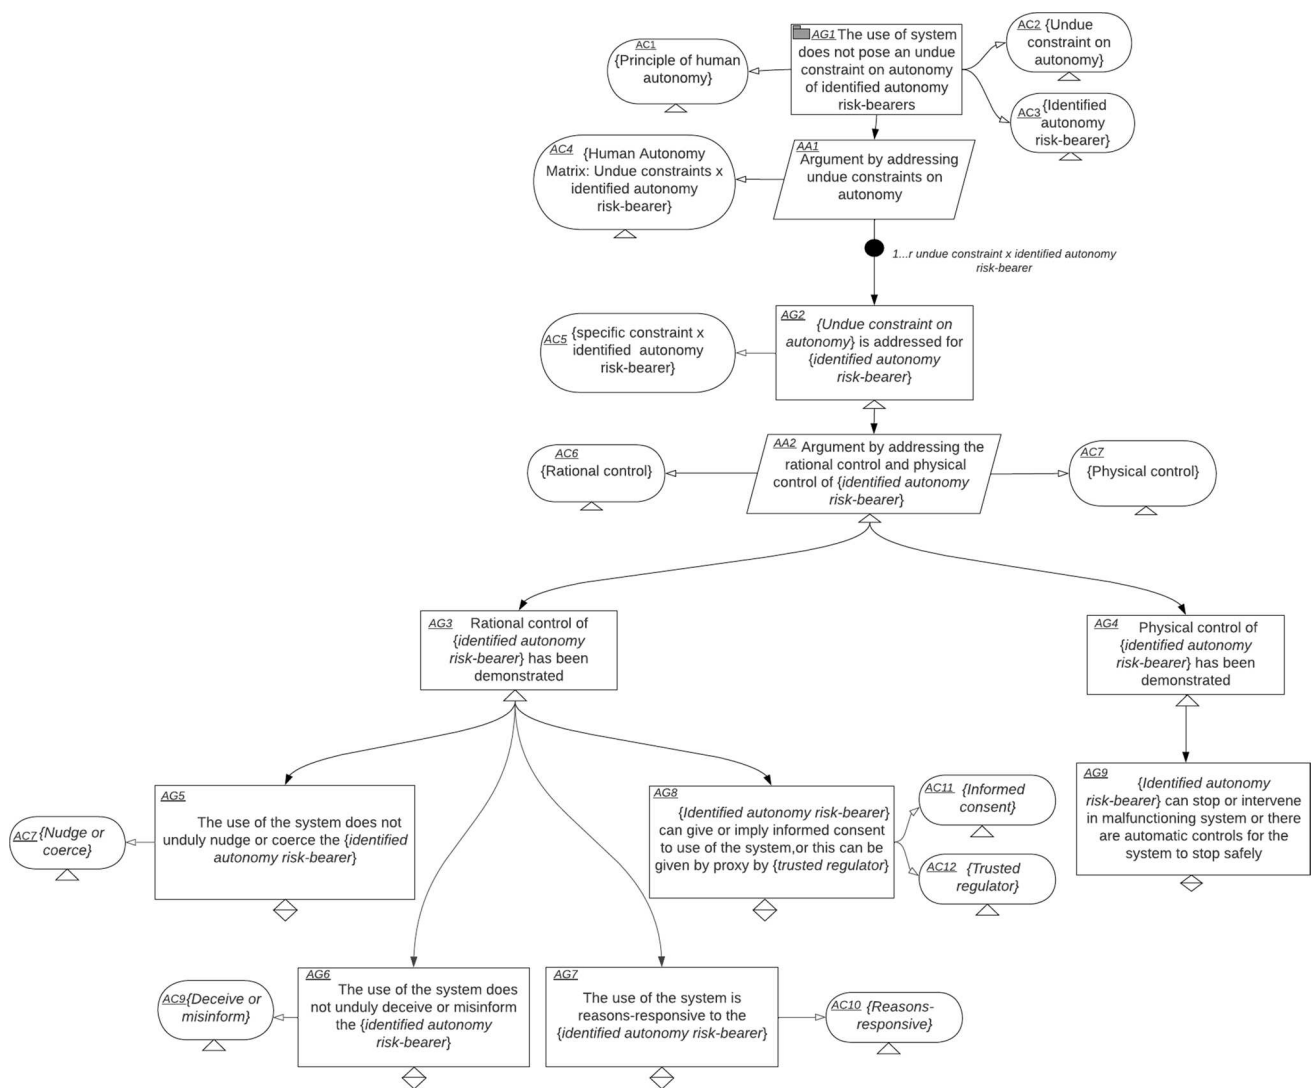 AC1
{Principle of human
autonomy}
AG1 The use of system
does not pose an undue
constraint on autonomy
of identified autonomy
risk-bearers
AC2 {Undue
constraint on
autonomy}
AC3 {Identified
autonomy
risk-bearer}
AC4 {Human Autonomy
Matrix: Undue constraints x
identified autonomy
risk-bearer}
AA1
Argument by addressing
undue constraints on
autonomy
1...r undue constraint x identified autonomy
risk-bearer
AC5 {specific constraint x
identified autonomy
risk-bearer}
AG2
{Undue constraint on
autonomy} is addressed for
{identified autonomy
risk-bearer}
AC6
{Rational control}
AA2 Argument by addressing the
rational control and physical
control of {identified autonomy
risk-bearer}
AC7
{Physical control}
AG3 Rational control of
{identified autonomy
risk-bearer} has been
demonstrated
AG4 Physical control of
{identified autonomy
risk-bearer} has been
demonstrated
AC7 {Nudge or
coerce}
AG5
The use of the system does not
unduly nudge or coerce the {identified
autonomy risk-bearer}
AG8
{Identified autonomy risk-bearer}
can give or imply informed consent
to use of the system,or this can be
given by proxy by {trusted regulator}
AC11 {Informed
consent}
AC12 {Trusted
regulator}
AG9 {Identified autonomy
risk-bearer} can stop or intervene
in malfunctioning system or there
are automatic controls for the
system to stop safely
AC9{Deceive or
misinform}
AG6
The use of the system does
not unduly deceive or misinform
the {identified autonomy
risk-bearer}
AG7
The use of the system is
reasons-responsive to the
{identified autonomy risk-bearer}
AC10 {Reasons-
responsive}